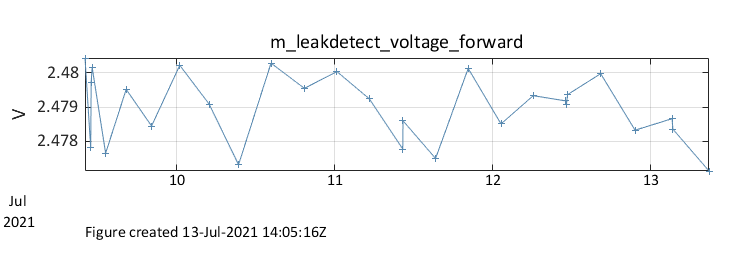 m_leakdetect_voltage_forward
2.48
2.479
2.478
V
10
11
12
13
Jul
2021
Figure created 13-Jul-2021 14:05:16Z